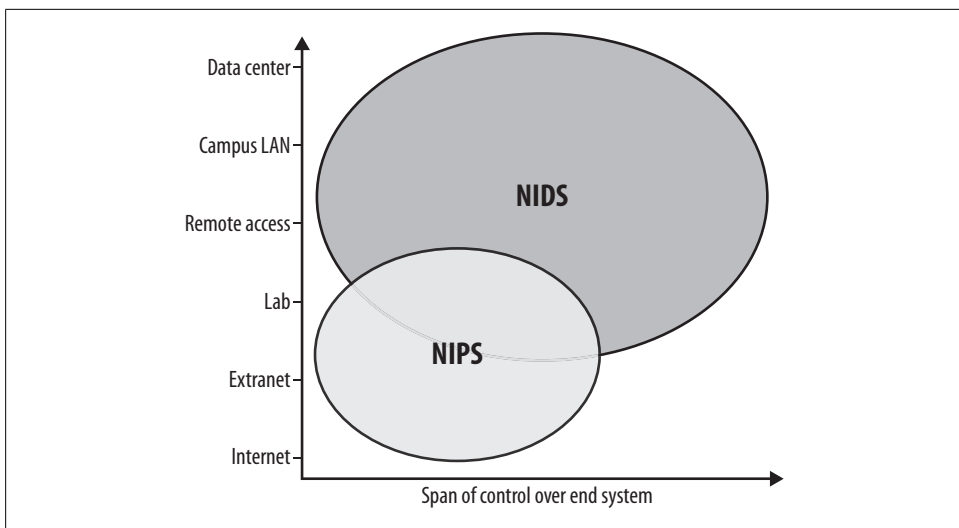 Data center
Campus LAN
Remote access
Lab
Extranet
Internet
NIDS
NIPS
Span of control over end system